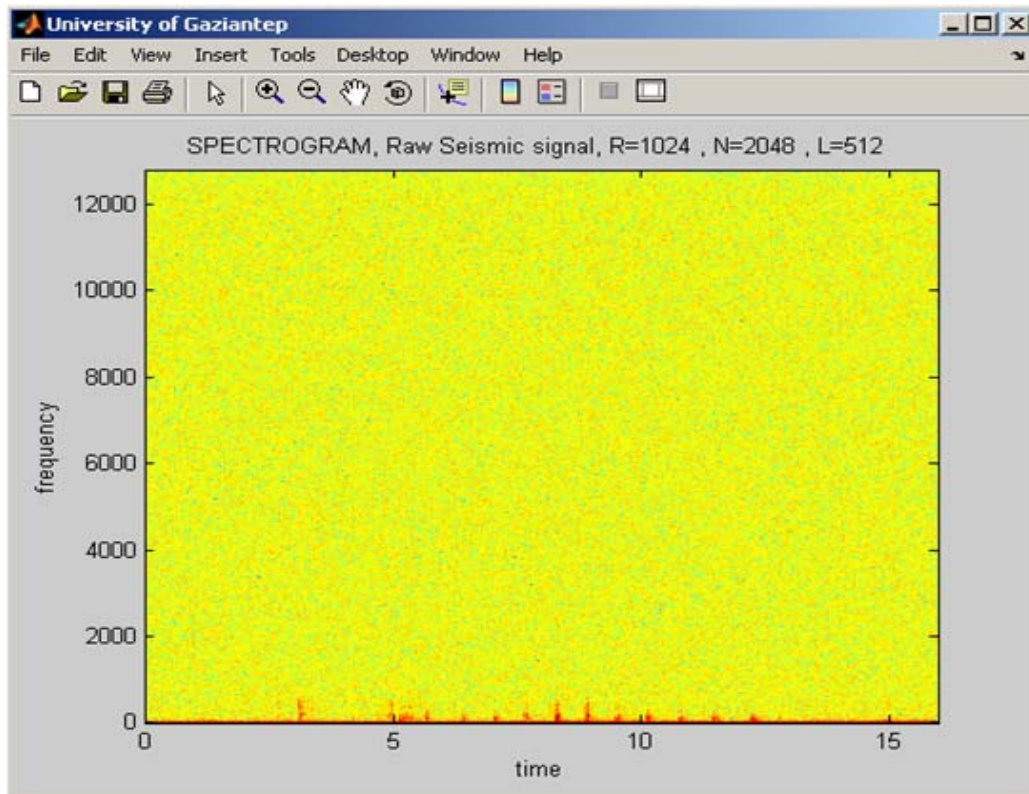 University of Gaziantep
File Edit View Insert Tools Desktop Window Help
SPECTROGRAM, Raw Seismic signal, R=1024 , N=2048 , L=512
12000
10000
8000
6000
4000
2000
0
frequency
0 5 10 15
time